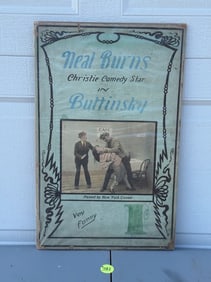 Neal Burns
Christie Comedy Star
in
Buttinsky
Passed by New York Censor
Very Funny